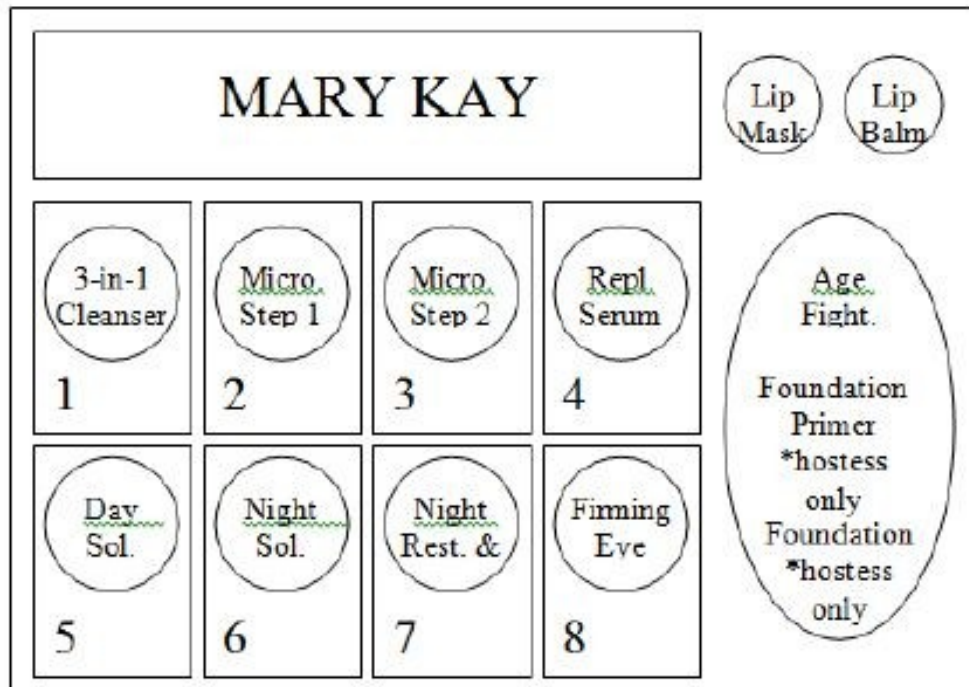 MARY KAY
Lip
Mask
Lip
Balm
3-in-1
Cleanser
1
Micro.
Step 1
2
Micro.
Step 2
3
Repl.
Serum
4
Age
Fight.
Foundation
Primer
*hostess
only
Foundation
*hostess
only
Day
Sol.
5
Night
Sol.
6
Night
Rest. &
7
Firming
Eye
8